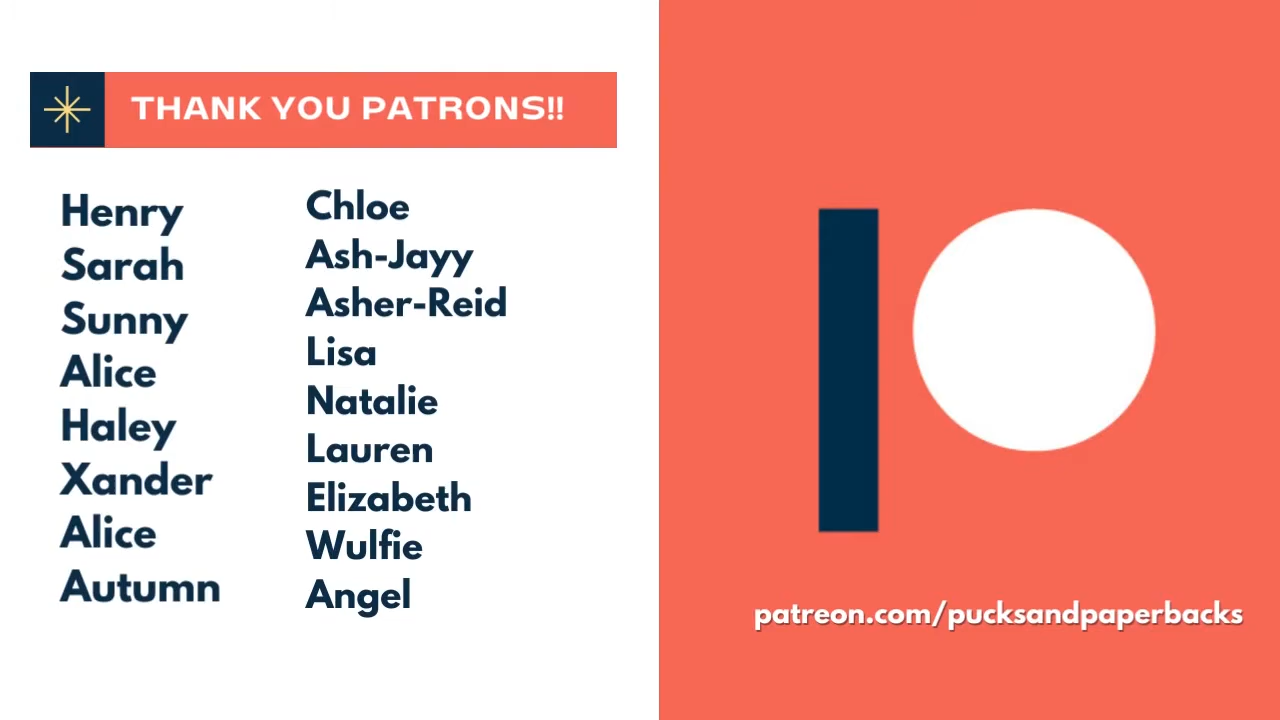 THANK YOU PATRONS!!
Henry
Sarah
Sunny
Alice
Haley
Xander
Alice
Autumn
Chloe
Ash-Jayy
Asher-Reid
Lisa
Natalie
Lauren
Elizabeth
Wulfie
Angel
patreon.com/pucksandpaperbacks